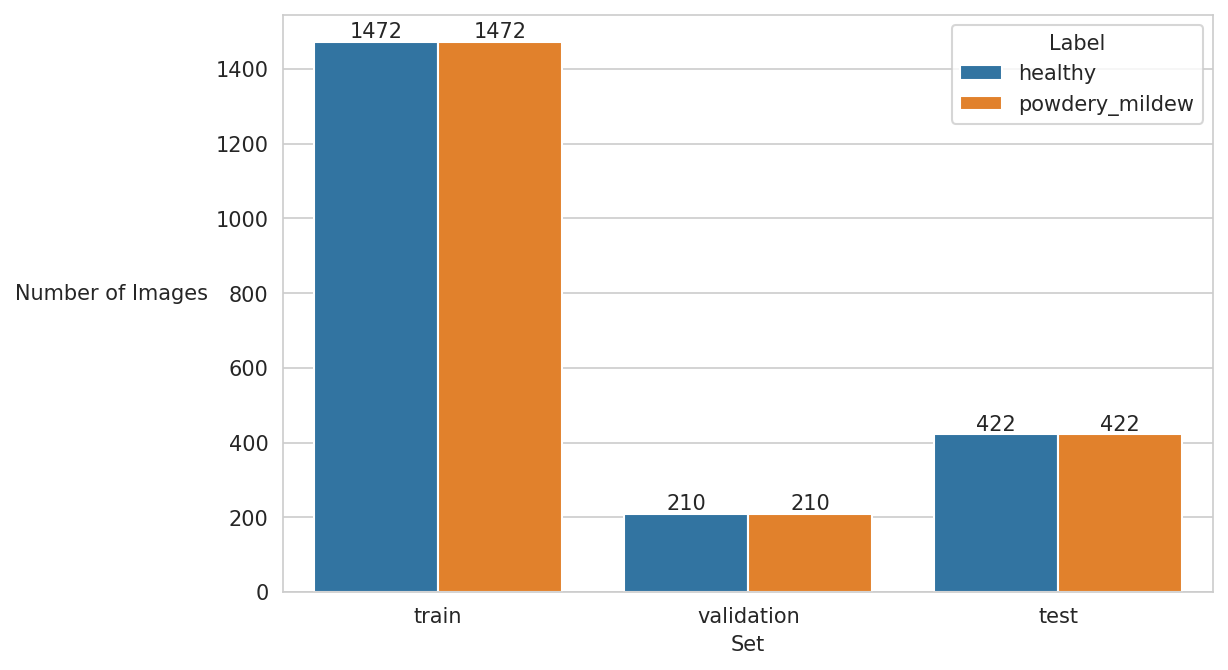 1472 1472
Label
healthy
powdery_mildew
1400
1200
1000
Number of Images
800
600
422 422
400
210 210
200
0
train validation test
Set